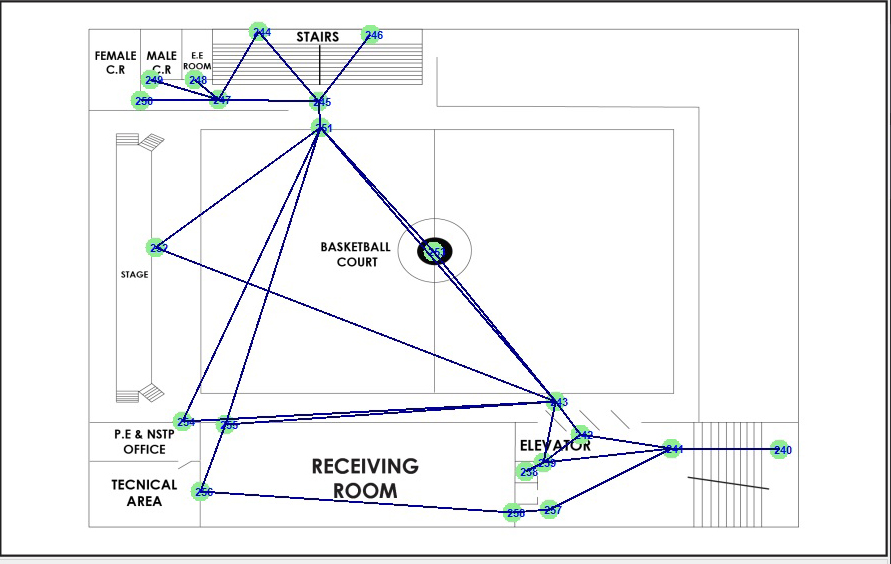 244
STAIRS
246
FEMALE
C.R
MALE
C.R
E.E
ROOM
249
248
250
247
245
251
252
253
BASKETBALL
COURT
STAGE
243
254
255
242
P.E & NSTP
OFFICE
ELEVATOR
241
240
239
238
RECEIVING
ROOM
TECNICAL
AREA
256
258
257